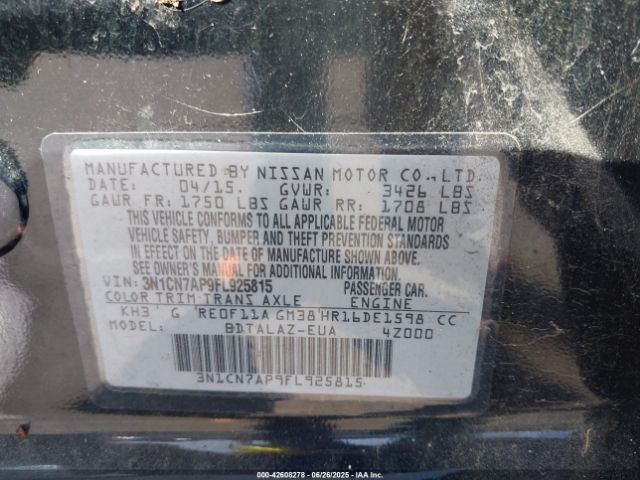 MANUFACTURED BY NISSAN MOTOR CO., LTD.
DATE: 04/15. GVWR: 3426 LBS
GAWR FR: 1750 LBS GAWR RR: 1708 LBS
THIS VEHICLE CONFORMS TO ALL APPLICABLE FEDERAL MOTOR
VEHICLE SAFETY, BUMPER AND THEFT PREVENTION STANDARDS
IN EFFECT ON THE DATE OF MANUFACTURE SHOWN ABOVE.
SEE OWNER'S MANUAL FOR ADDITIONAL INFORMATION.
VIN: 3N1CN7AP9FL925815 PASSENGER CAR.
COLOR TRIM TRANS AXLE ENGINE
KH3 G RE0F11A GM38 HR16DE1598 CC
MODEL: BDTALAZ-EUA 4Z000
3N1CN7AP9FL925815
000-42608278 06/26/2025 IAAI.COM